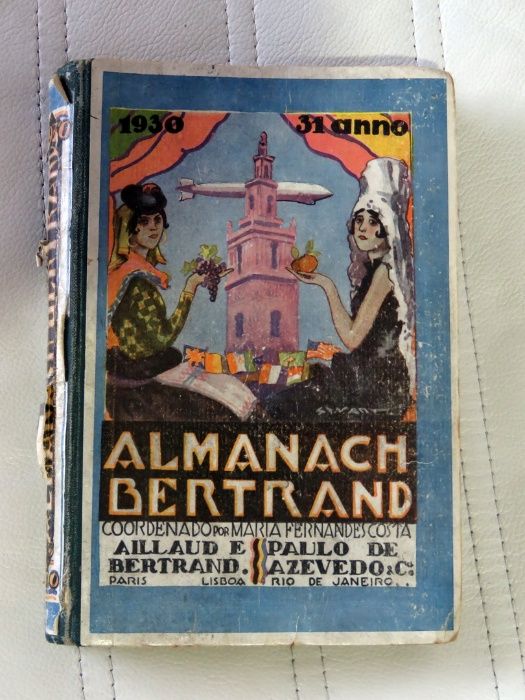 1930 31 anno
ALMANACH
BERTRAND
COORDENADO POR MARIA FERNANDES COSTA
AILLAUD E
BERTRAND.
PARIS LISBOA
PAULO DE
AZEVEDO & Cª
RIO DE JANEIRO..